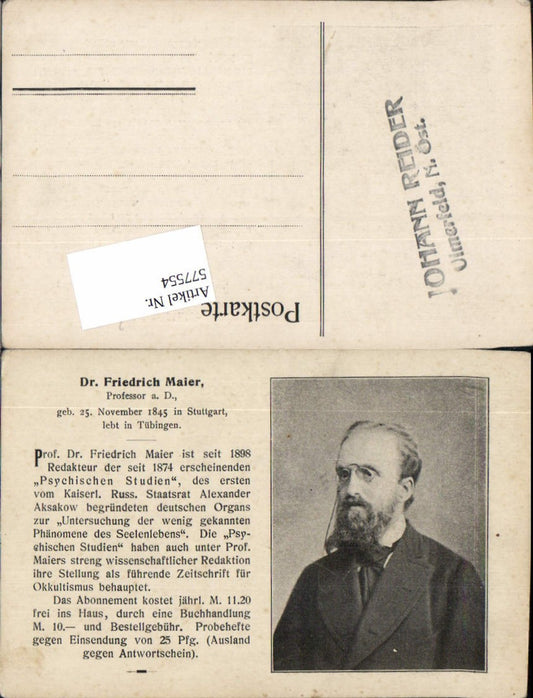 JOHANN REIDER
Ulmerfeld, N. Öst.
Artikel Nr.
577554
Postkarte
Dr. Friedrich Maier,
Professor a. D.,
geb. 25. November 1845 in Stuttgart,
lebt in Tübingen.
Prof. Dr. Friedrich Maier ist seit 1898
Redakteur der seit 1874 erscheinenden
„Psychischen Studien“, des ersten
vom Kaiserl. Russ. Staatsrat Alexander
Aksakow begründeten deutschen Organs
zur „Untersuchung der wenig gekannten
Phänomene des Seelenlebens“. Die „Psy-
chischen Studien“ haben auch unter Prof.
Maiers streng wissenschaftlicher Redaktion
ihre Stellung als führende Zeitschrift für
Okkultismus behauptet.
Das Abonnement kostet jährl. M. 11.20
frei ins Haus, durch eine Buchhandlung
M. 10.— und Bestellgebühr. Probehefte
gegen Einsendung von 25 Pfg. (Ausland
gegen Antwortschein).